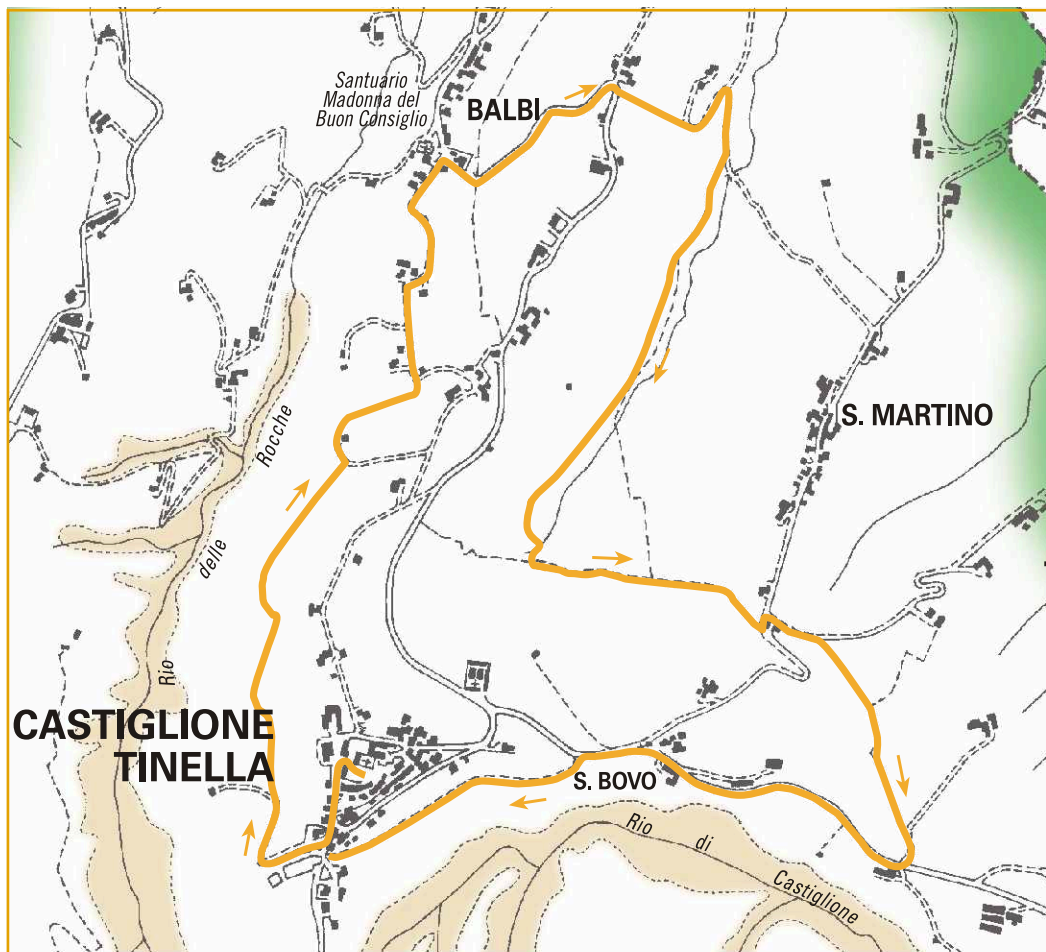 Santuario
Madonna del
Buon Consiglio
BALBI
S. MARTINO
Rocche
delle
Rio
CASTIGLIONE
TINELLA
S. BOVO
Rio di
Castiglione